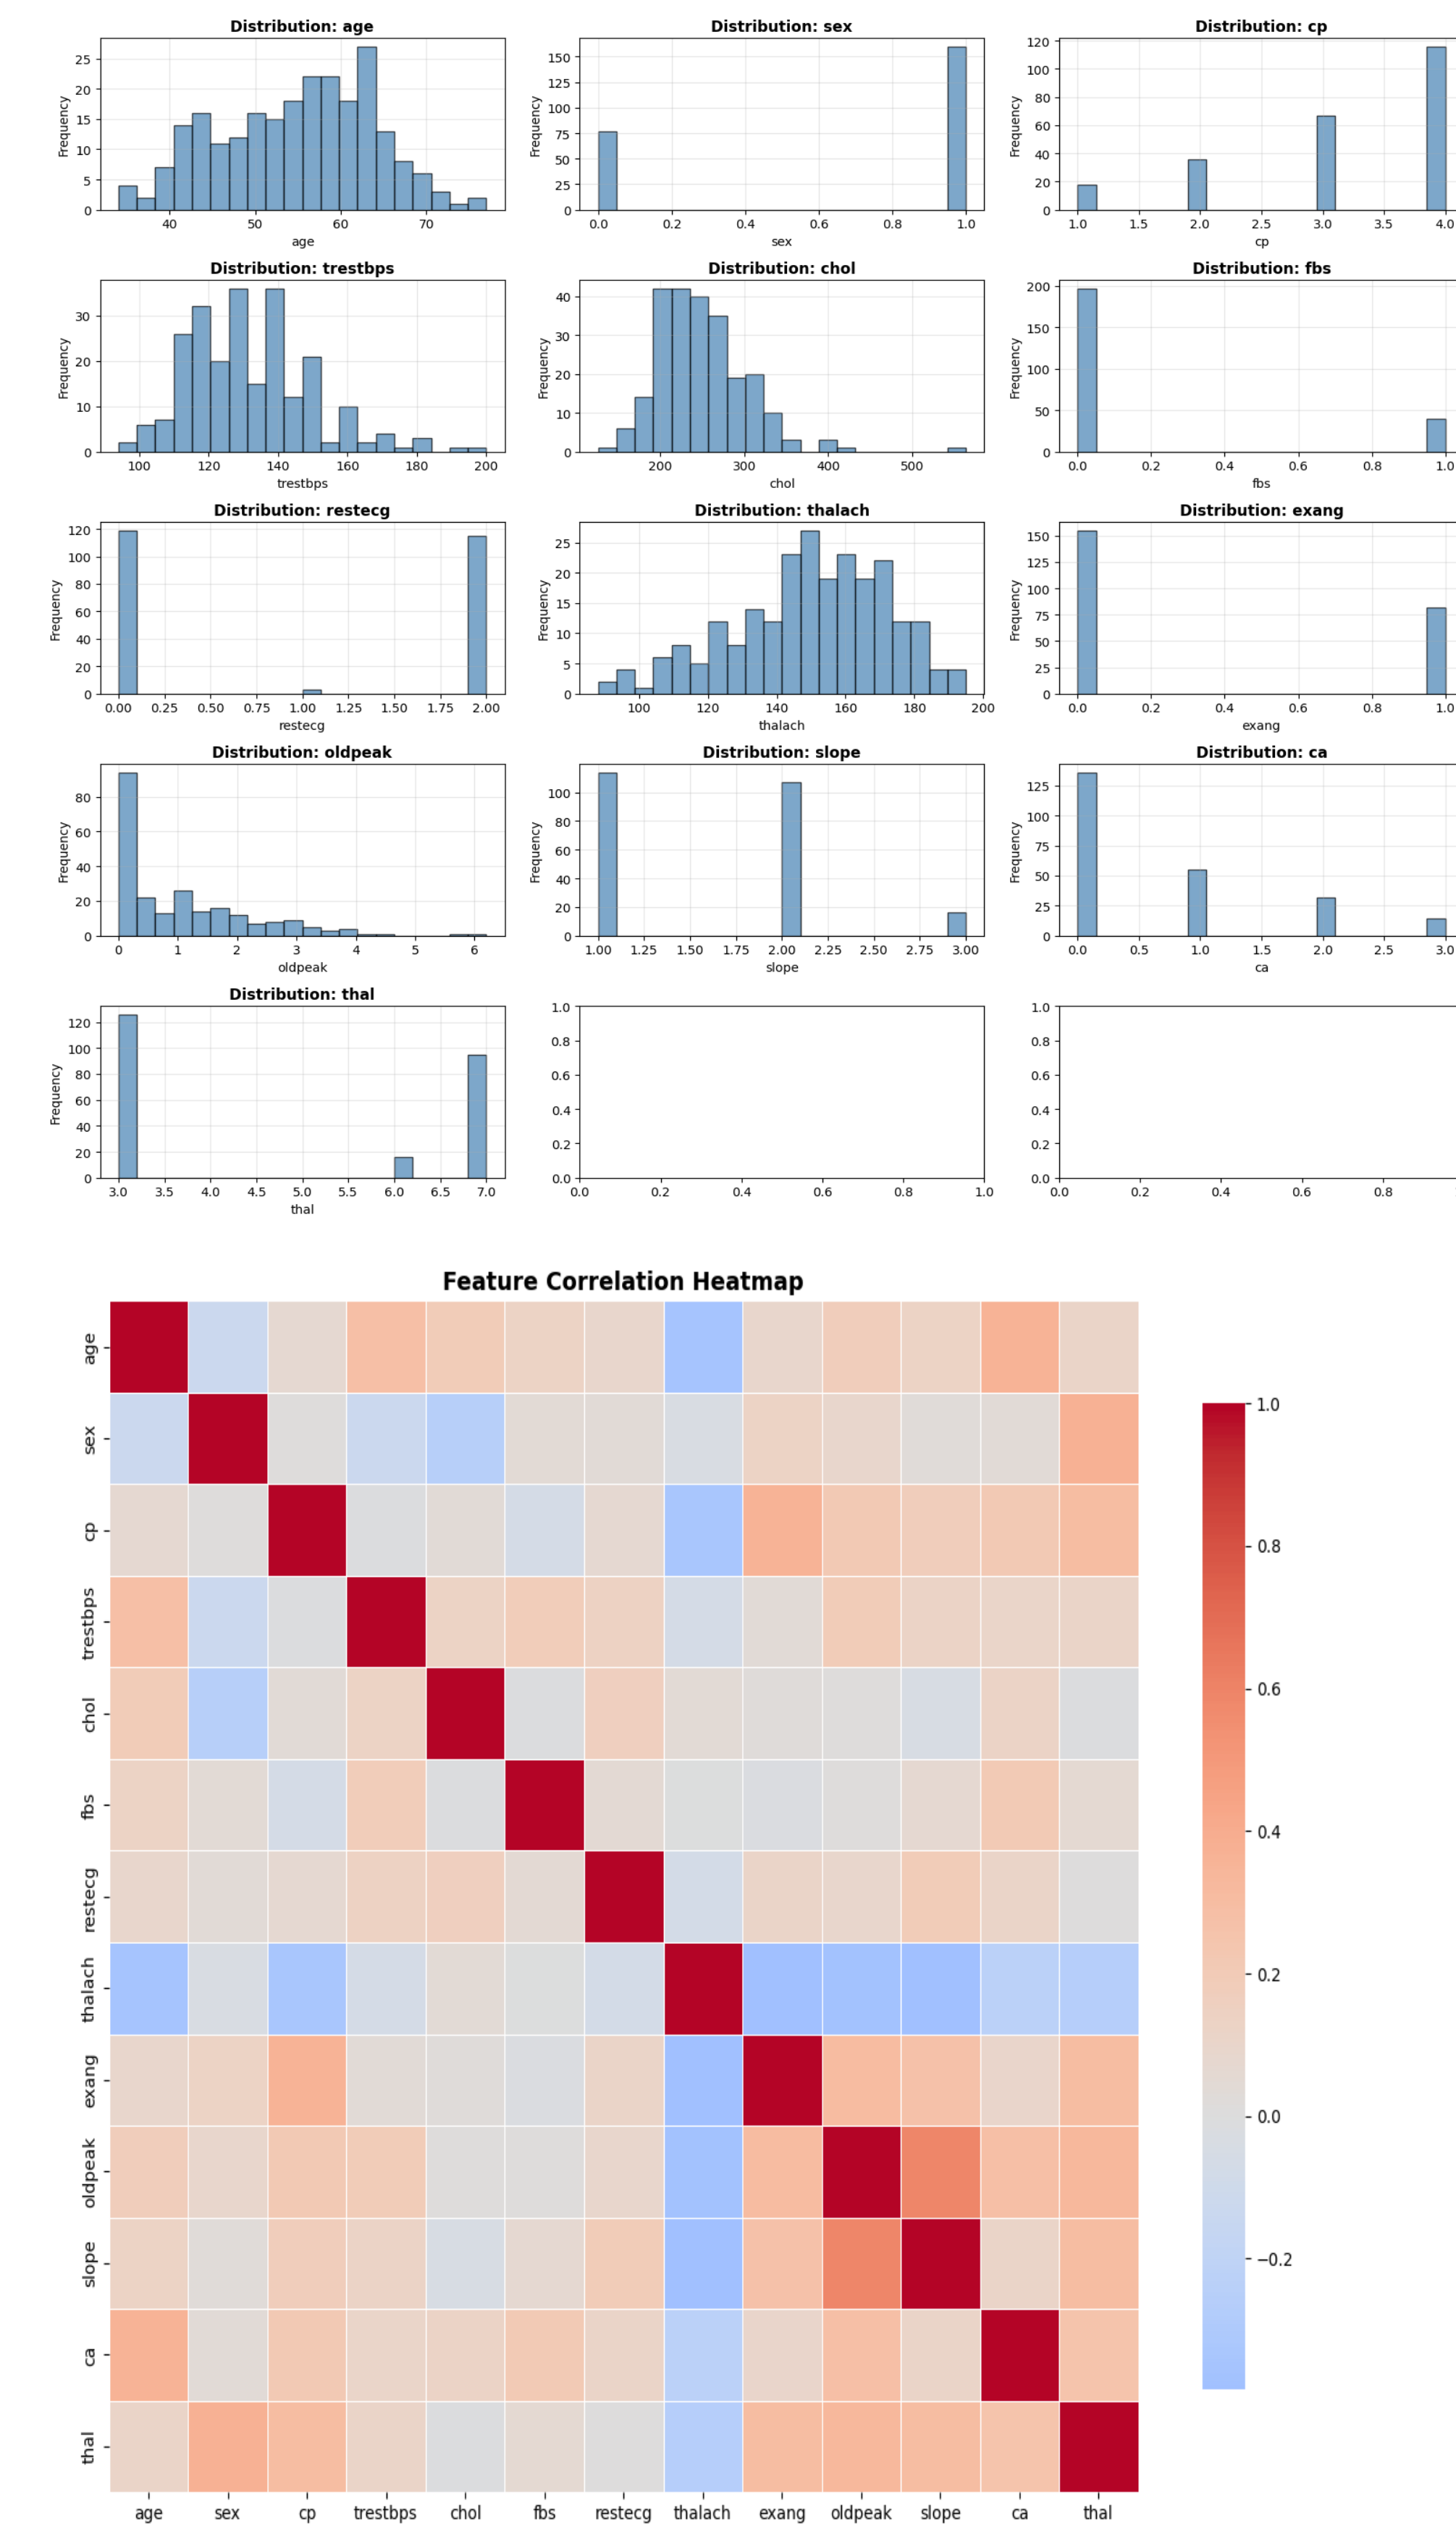 Distribution: age
Frequency
25
20
15
10
5
0
40 50 60 70
age
Distribution: sex
Frequency
150
125
100
75
50
25
0
0.0 0.2 0.4 0.6 0.8 1.0
sex
Distribution: cp
Frequency
120
100
80
60
40
20
0
1.0 1.5 2.0 2.5 3.0 3.5 4.0
cp
Distribution: trestbps
Frequency
30
20
10
0
100 120 140 160 180 200
trestbps
Distribution: chol
Frequency
40
30
20
10
0
200 300 400 500
chol
Distribution: fbs
Frequency
200
150
100
50
0
0.0 0.2 0.4 0.6 0.8 1.0
fbs
Distribution: restecg
Frequency
120
100
80
60
40
20
0
0.00 0.25 0.50 0.75 1.00 1.25 1.50 1.75 2.00
restecg
Distribution: thalach
Frequency
25
20
15
10
5
0
100 120 140 160 180 200
thalach
Distribution: exang
Frequency
150
125
100
75
50
25
0
0.0 0.2 0.4 0.6 0.8 1.0
exang
Distribution: oldpeak
Frequency
80
60
40
20
0
0 1 2 3 4 5 6
oldpeak
Distribution: slope
Frequency
100
80
60
40
20
0
1.00 1.25 1.50 1.75 2.00 2.25 2.50 2.75 3.00
slope
Distribution: ca
Frequency
125
100
75
50
25
0
0.0 0.5 1.0 1.5 2.0 2.5 3.0
ca
Distribution: thal
Frequency
120
100
80
60
40
20
0
3.0 3.5 4.0 4.5 5.0 5.5 6.0 6.5 7.0
thal
1.0
0.8
0.6
0.4
0.2
0.0
0.0 0.2 0.4 0.6 0.8 1.0
1.0
0.8
0.6
0.4
0.2
0.0
0.0 0.2 0.4 0.6 0.8
Feature Correlation Heatmap
age
sex
cp
trestbps
chol
fbs
restecg
thalach
exang
oldpeak
slope
ca
thal
age sex cp trestbps chol fbs restecg thalach exang oldpeak slope ca thal
1.0
0.8
0.6
0.4
0.2
0.0
−0.2